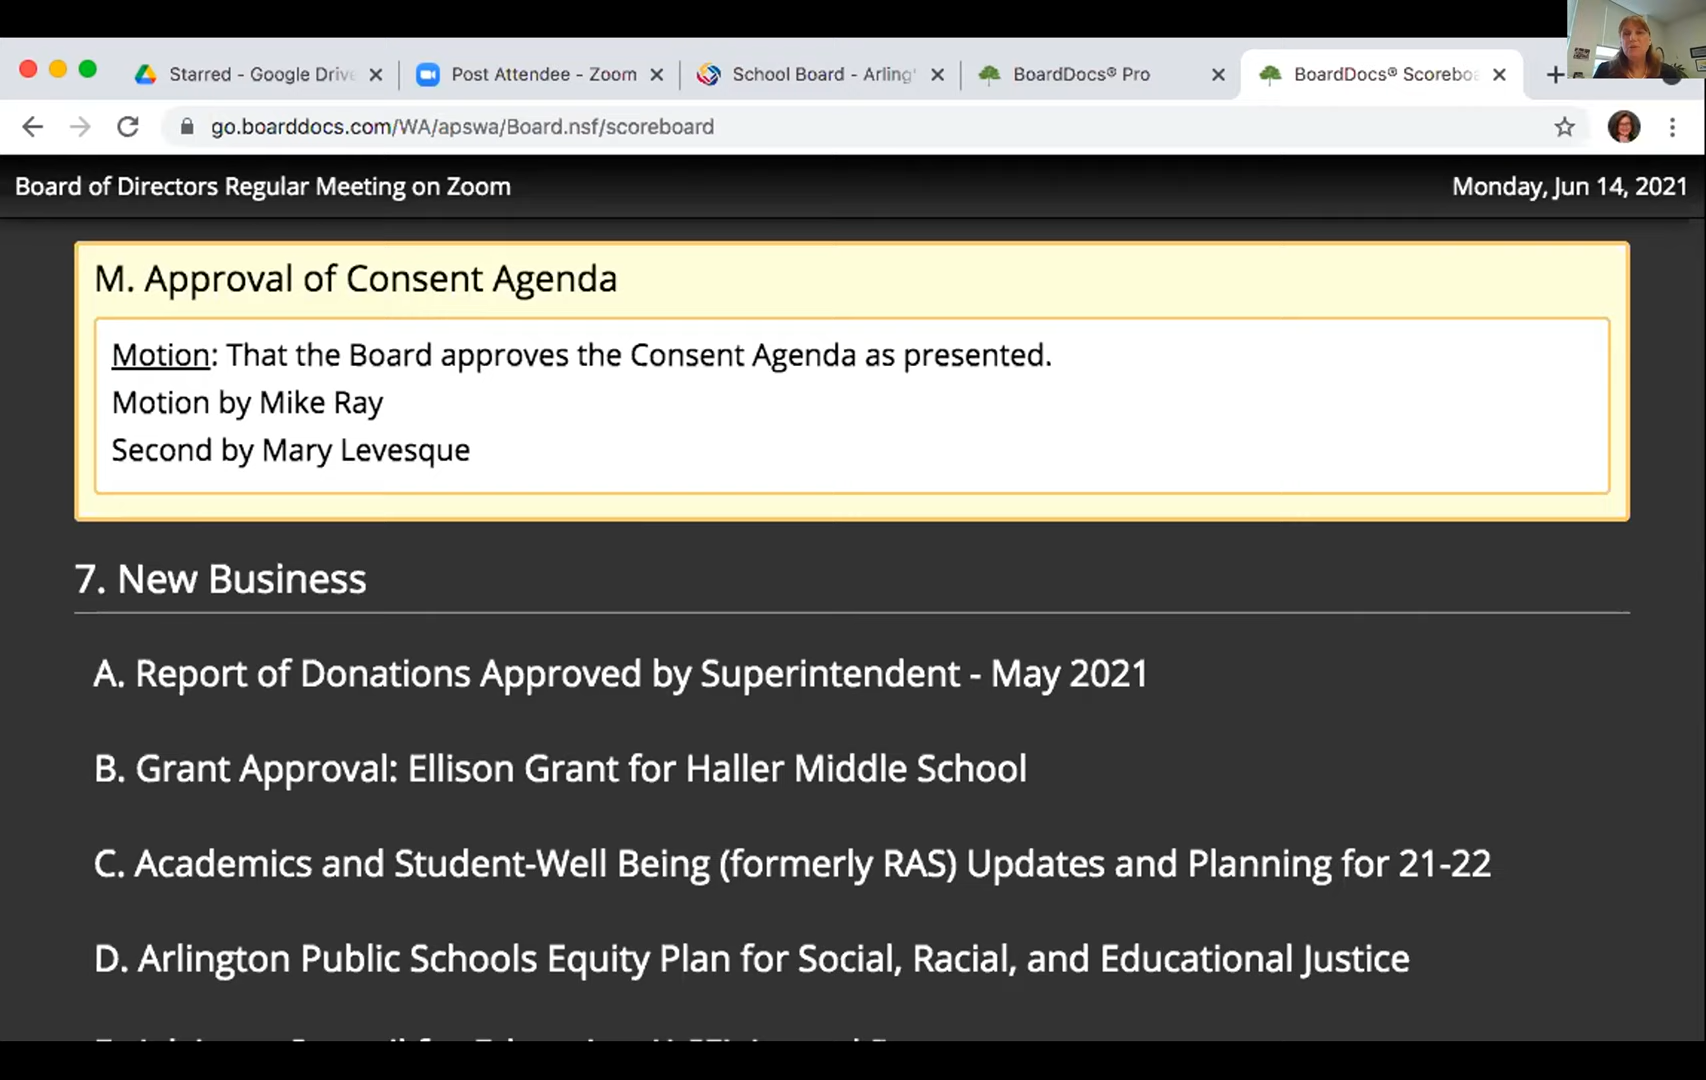 Starred - Google Drive
Post Attendee - Zoom
School Board - Arling
BoardDocs® Pro
BoardDocs® Scorebo
go.boarddocs.com/WA/apswa/Board.nsf/scoreboard
Board of Directors Regular Meeting on Zoom
Monday, Jun 14, 2021
M. Approval of Consent Agenda
Motion: That the Board approves the Consent Agenda as presented.
Motion by Mike Ray
Second by Mary Levesque
7. New Business
A. Report of Donations Approved by Superintendent - May 2021
B. Grant Approval: Ellison Grant for Haller Middle School
C. Academics and Student-Well Being (formerly RAS) Updates and Planning for 21-22
D. Arlington Public Schools Equity Plan for Social, Racial, and Educational Justice